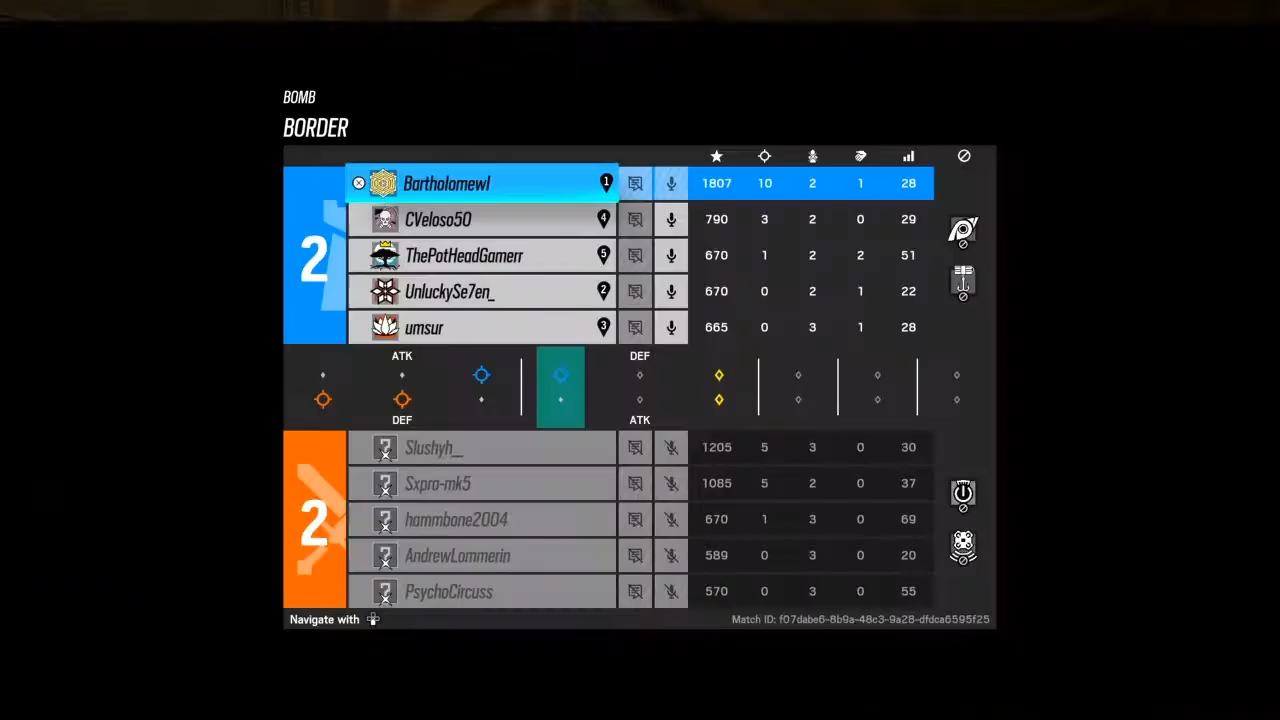 BOMB
BORDER
Bartholomewl 1 1807 10 2 1 28
CVeloso50 4 790 3 2 0 29
ThePotHeadGamerr 5 670 1 2 2 51
UnluckySe7en_ 2 670 0 2 1 22
umsur 3 665 0 3 1 28
2
ATK DEF
DEF ATK
Slushyh__ 1205 5 3 0 30
Sxpro-mk5 1085 5 2 0 37
hammbone2004 670 1 3 0 69
AndrewLommerin 589 0 3 0 20
PsychoCircuss 570 0 3 0 55
2
Navigate with Match ID: f07dabe6-8b9a-48c3-9a28-dfdca6595f25